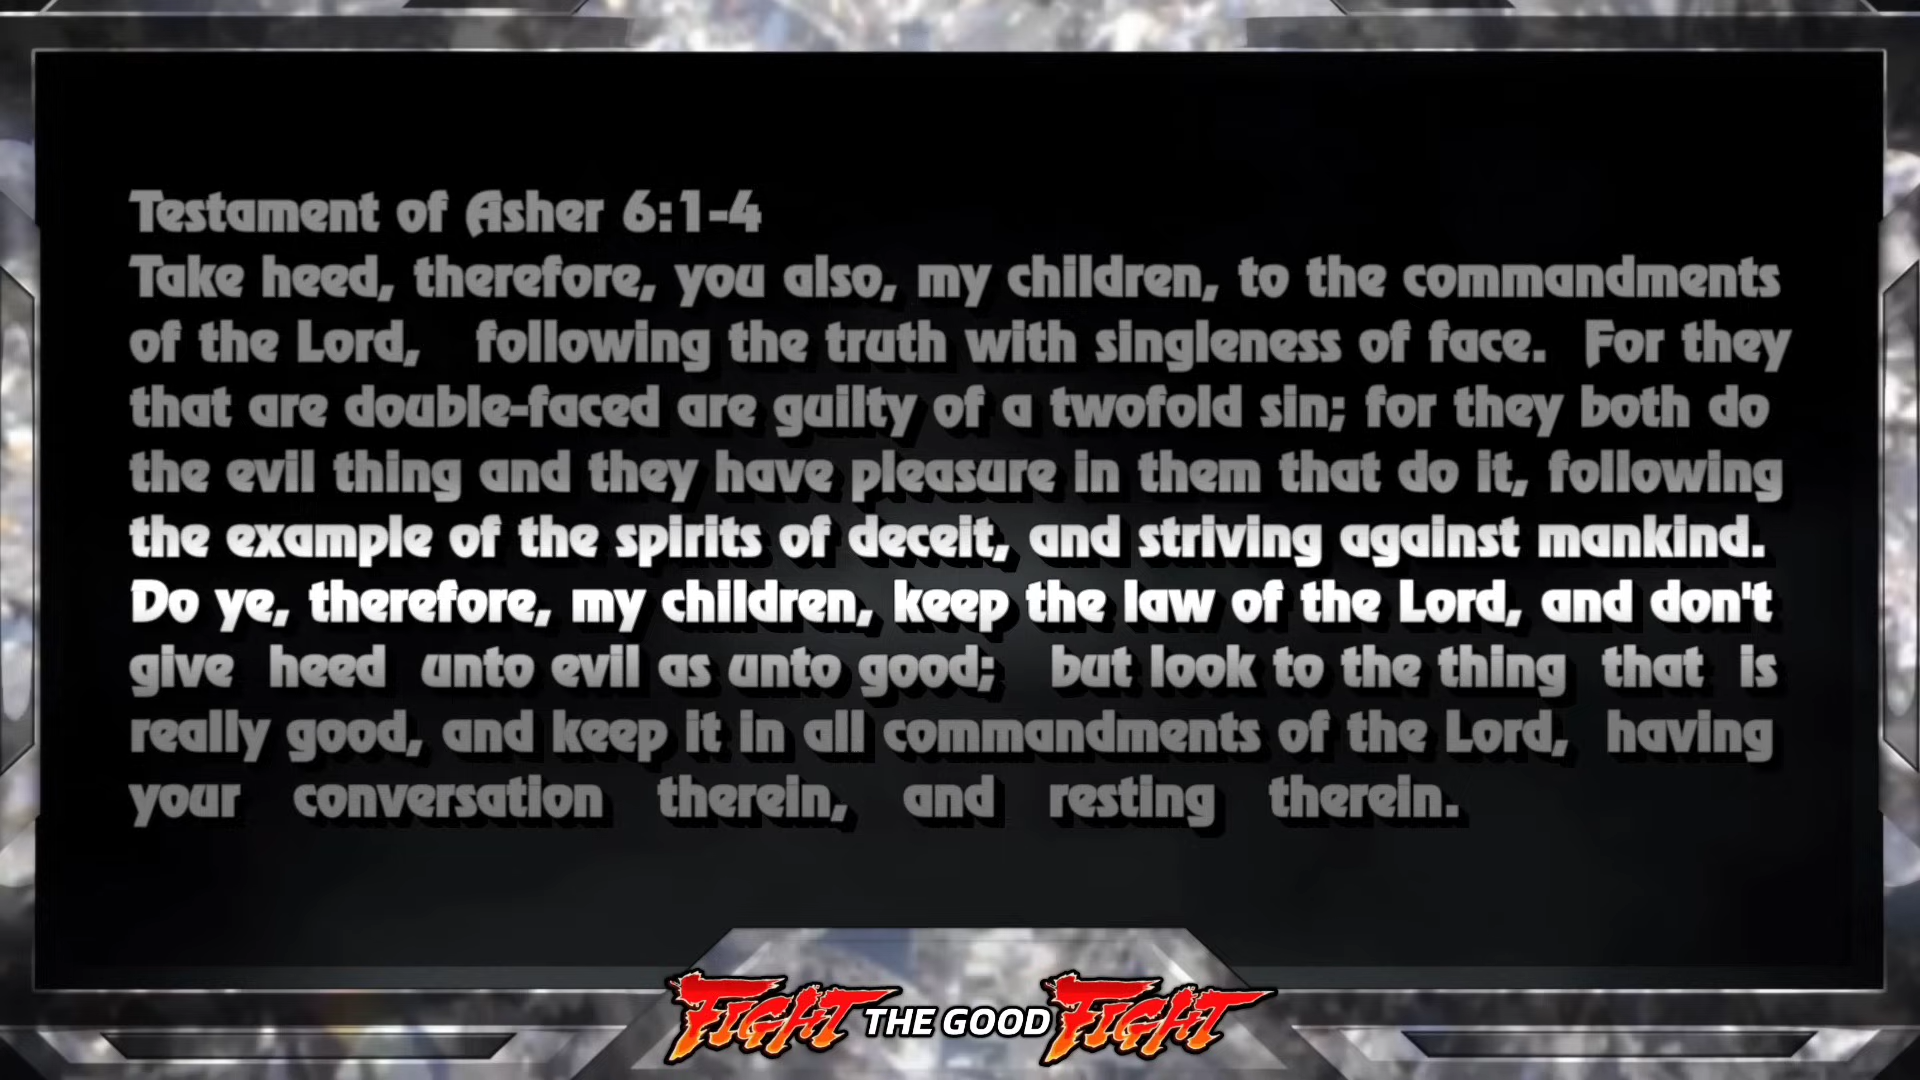 Testament of Asher 6:1-4
Take heed, therefore, you also, my children, to the commandments
of the Lord, following the truth with singleness of face. For they
that are double-faced are guilty of a twofold sin; for they both do
the evil thing and they have pleasure in them that do it, following
the example of the spirits of deceit, and striving against mankind.
Do ye, therefore, my children, keep the law of the Lord, and don't
give heed unto evil as unto good; but look to the thing that is
really good, and keep it in all commandments of the Lord, having
your conversation therein, and resting therein.
FIGHT THE GOOD FIGHT